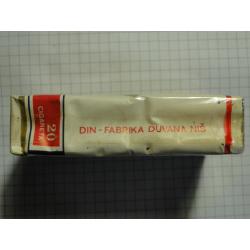 20
CIGARETA
DIN - FABRIKA DUVANA NIŠ